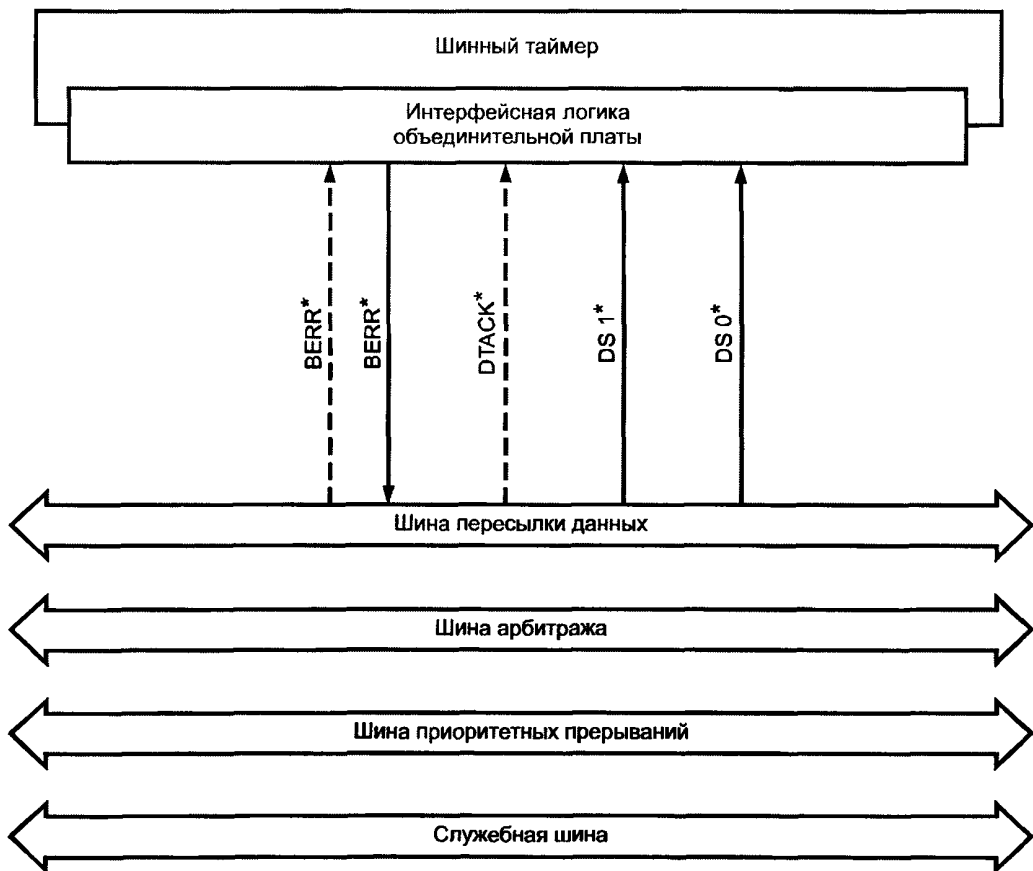 Шинный таймер
Интерфейсная логика
объединительной платы
BERR*
BERR*
DTACK*
DS 1*
DS 0*
Шина пересылки данных
Шина арбитража
Шина приоритетных прерываний
Служебная шина